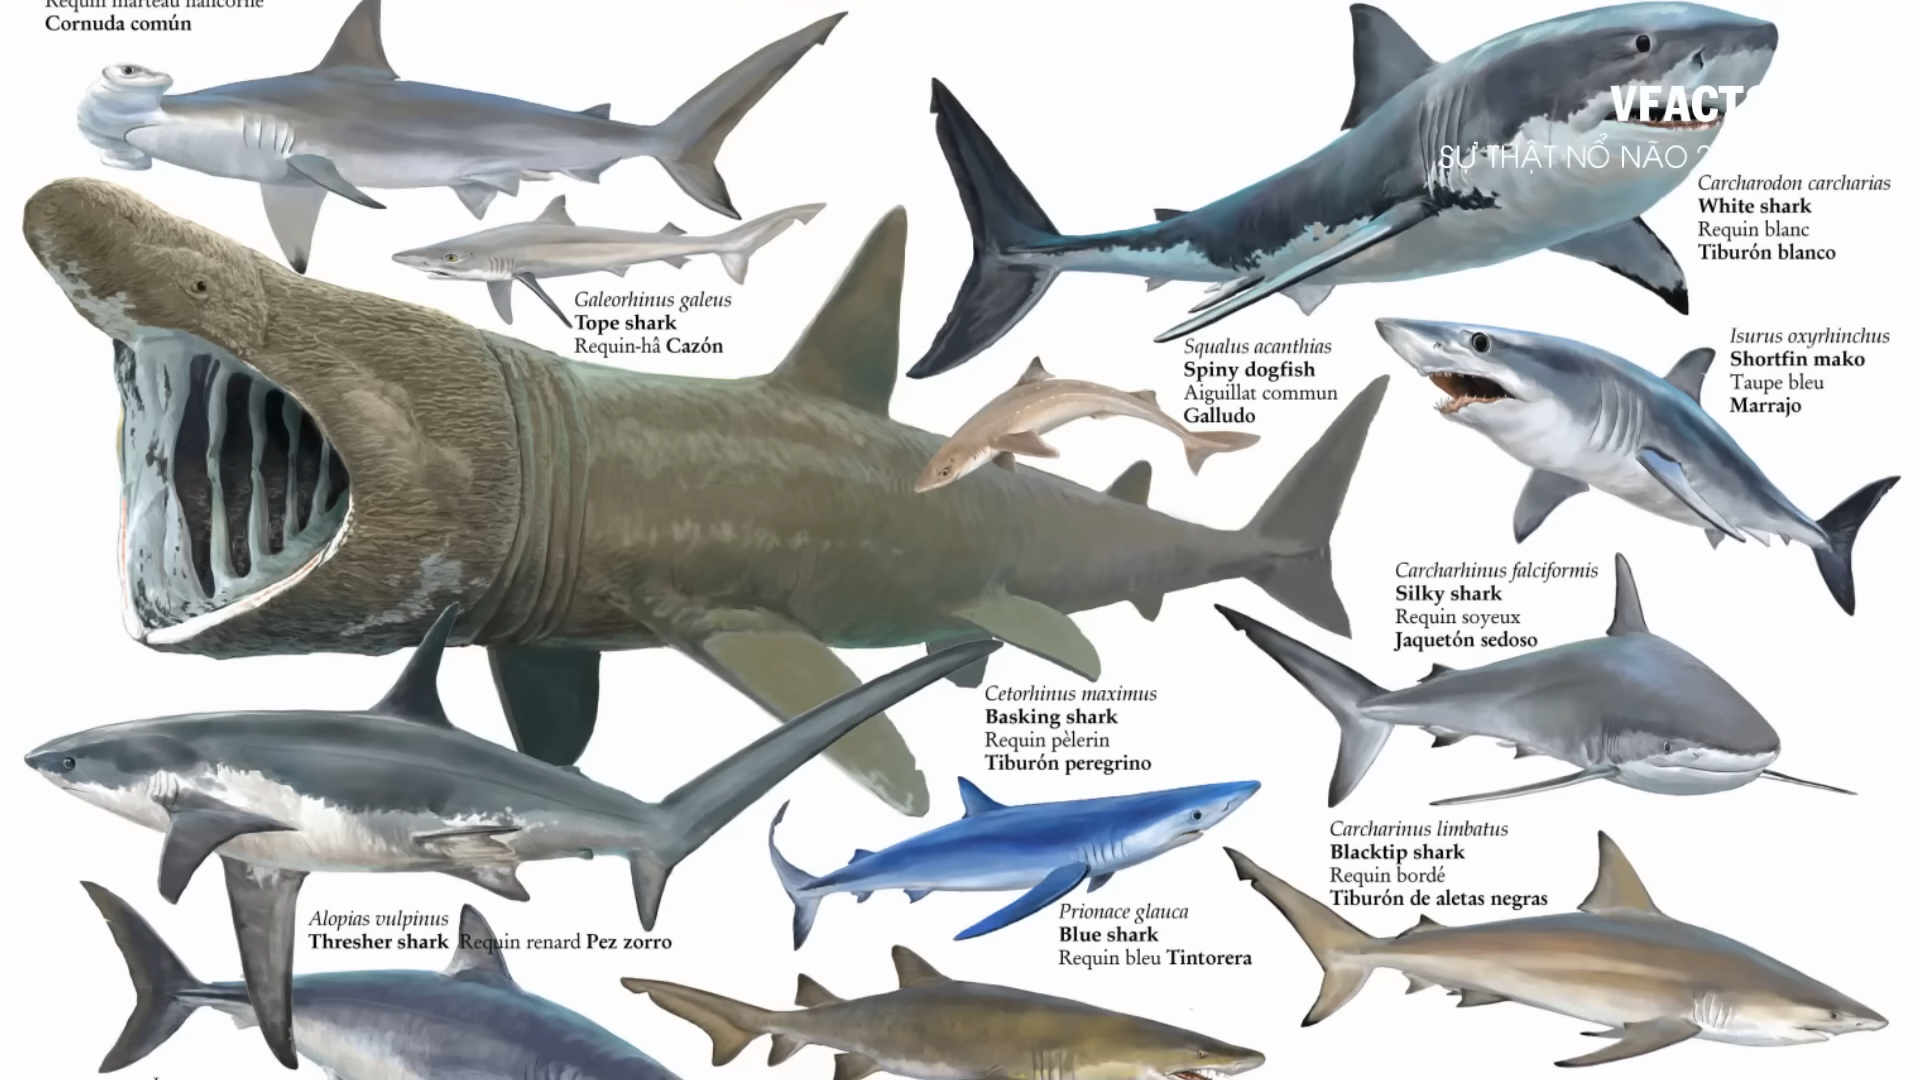 Requin marteau halicorne
Cornuda común
VFACTS
SỰ THẬT NỔ NÃO
Carcharodon carcharias
White shark
Requin blanc
Tiburón blanco
Galeorhinus galeus
Tope shark
Requin-hâ Cazón
Squalus acanthias
Spiny dogfish
Aiguillat commun
Galludo
Isurus oxyrhinchus
Shortfin mako
Taupe bleu
Marrajo
Carcharhinus falciformis
Silky shark
Requin soyeux
Jaquetón sedoso
Cetorhinus maximus
Basking shark
Requin pèlerin
Tiburón peregrino
Carcharinus limbatus
Blacktip shark
Requin bordé
Tiburón de aletas negras
Alopias vulpinus
Thresher shark Requin renard Pez zorro
Prionace glauca
Blue shark
Requin bleu Tintorera